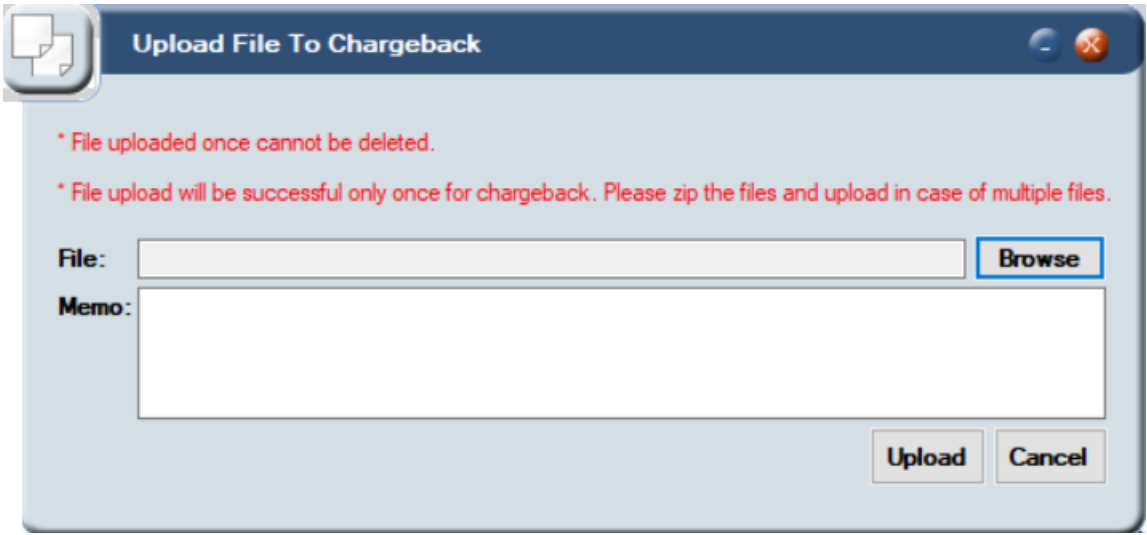 Upload File To Chargeback
* File uploaded once cannot be deleted.
* File upload will be successful only once for chargeback. Please zip the files and upload in case of multiple files.
File: Browse
Memo:
Upload Cancel